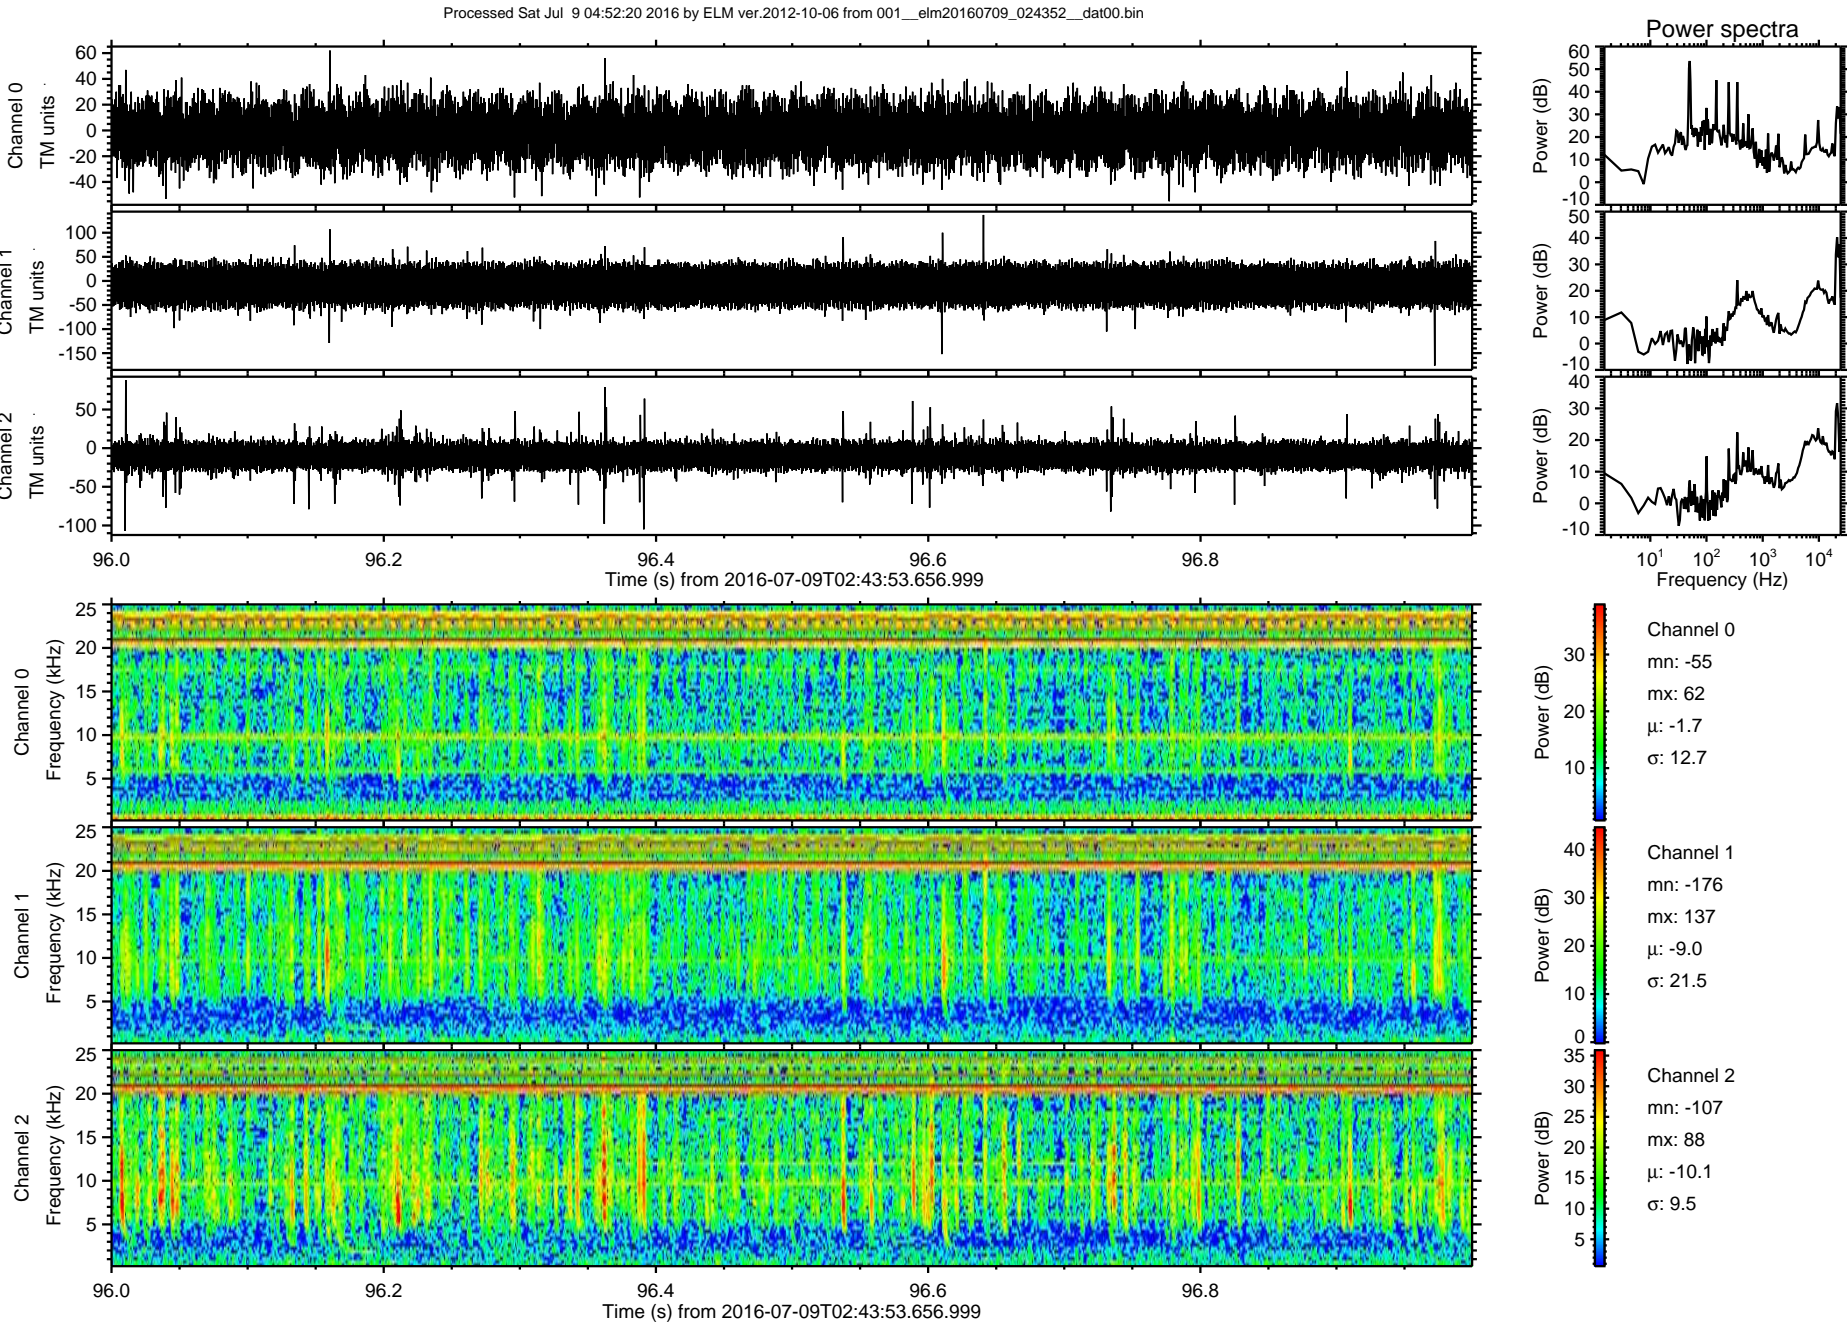 Processed Sat Jul 9 04:52:20 2016 by ELM ver.2012-10-06 from 001__elm20160709_024352__dat00.bin
Power spectra
Channel 0
TM units
60
40
20
0
-20
-40
Power (dB)
60
50
40
30
20
10
0
-10
Channel 1
TM units
100
50
0
-50
-100
-150
Power (dB)
50
40
30
20
10
0
-10
Channel 2
TM units
50
0
-50
-100
Power (dB)
40
30
20
10
0
-10
96.0 96.2 96.4 96.6 96.8
Time (s) from 2016-07-09T02:43:53.656.999
10¹ 10² 10³ 10⁴
Frequency (Hz)
Channel 0
Frequency (kHz)
25
20
15
10
5
Power (dB)
30
20
10
Channel 0
mn: -55
mx: 62
μ: -1.7
σ: 12.7
Channel 1
Frequency (kHz)
25
20
15
10
5
Power (dB)
40
30
20
10
0
Channel 1
mn: -176
mx: 137
μ: -9.0
σ: 21.5
Channel 2
Frequency (kHz)
25
20
15
10
5
Power (dB)
35
30
25
20
15
10
5
Channel 2
mn: -107
mx: 88
μ: -10.1
σ: 9.5
96.0 96.2 96.4 96.6 96.8
Time (s) from 2016-07-09T02:43:53.656.999